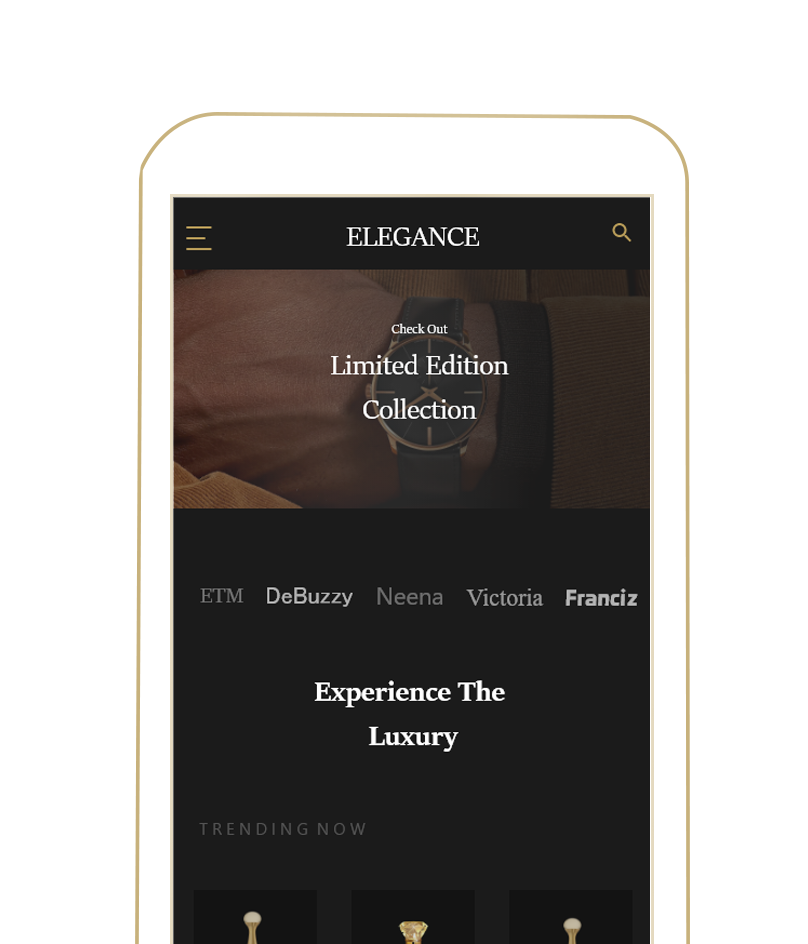 ELEGANCE
Check Out
Limited Edition
Collection
ETM DeBuzzy Neena Victoria Franciz
Experience The
Luxury
TRENDING NOW